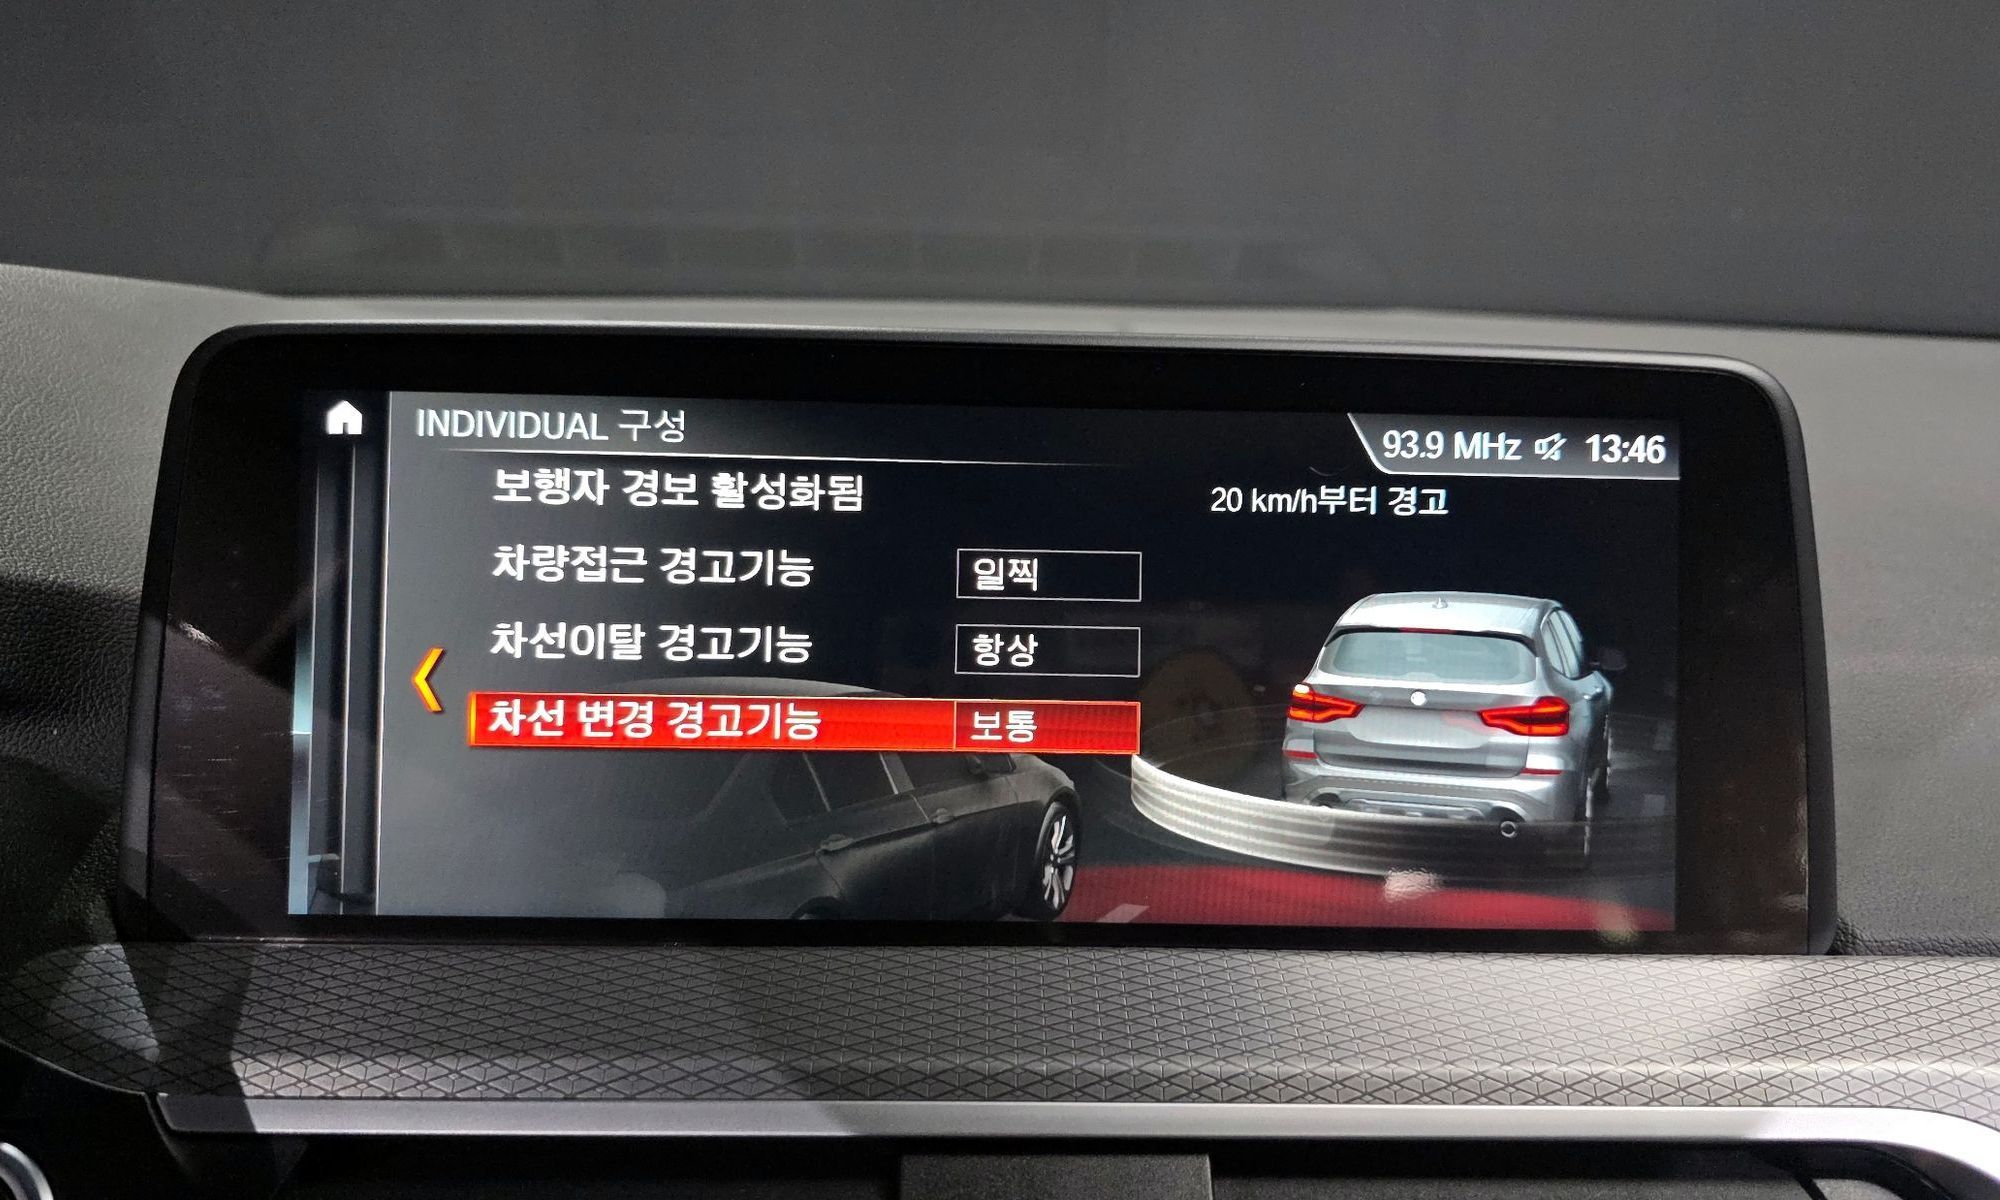 INDIVIDUAL 구성
93.9 MHz 13:46
보행자 경보 활성화됨
20 km/h부터 경고
차량접근 경고기능 일찍
차선이탈 경고기능 항상
차선 변경 경고기능 보통